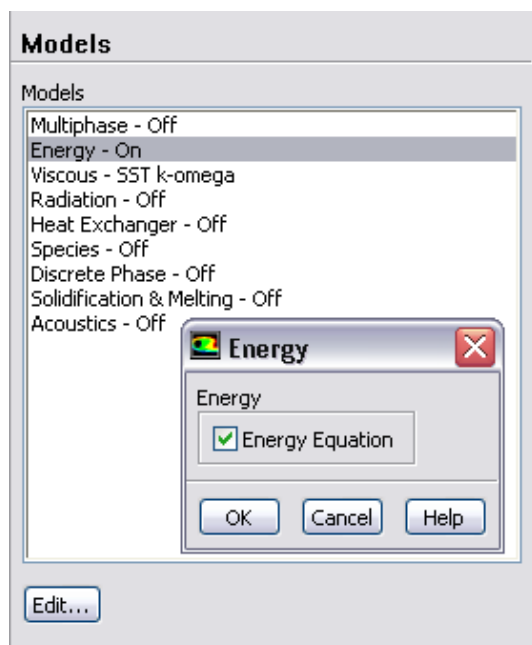 Models
Models
Multiphase - Off
Energy - On
Viscous - SST k-omega
Radiation - Off
Heat Exchanger - Off
Species - Off
Discrete Phase - Off
Solidification & Melting - Off
Acoustics - Off
Energy
Energy
Energy Equation
OK Cancel Help
Edit...